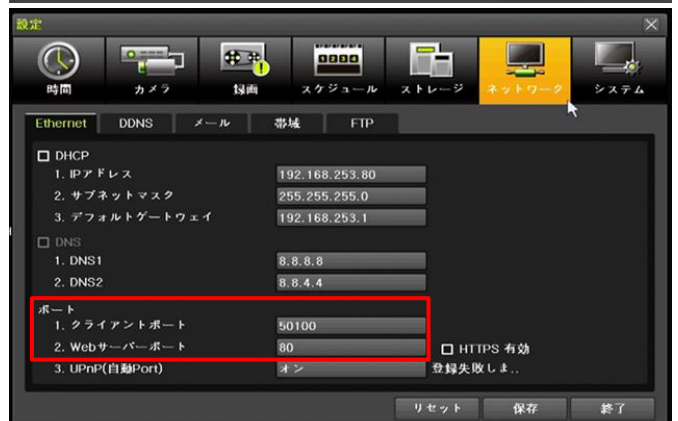 設定
時間 カメラ 録画 スケジュール ストレージ ネットワーク システム
Ethernet DDNS メール 帯域 FTP
DHCP
1. IPアドレス 192.168.253.80
2. サブネットマスク 255.255.255.0
3. デフォルトゲートウェイ 192.168.253.1
DNS
1. DNS1 8.8.8.8
2. DNS2 8.8.4.4
ポート
1. クライアントポート 50100
2. Webサーバーポート 80 HTTPS 有効
3. UPnP(自動Port) オン 登録失敗しま..
リセット 保存 終了